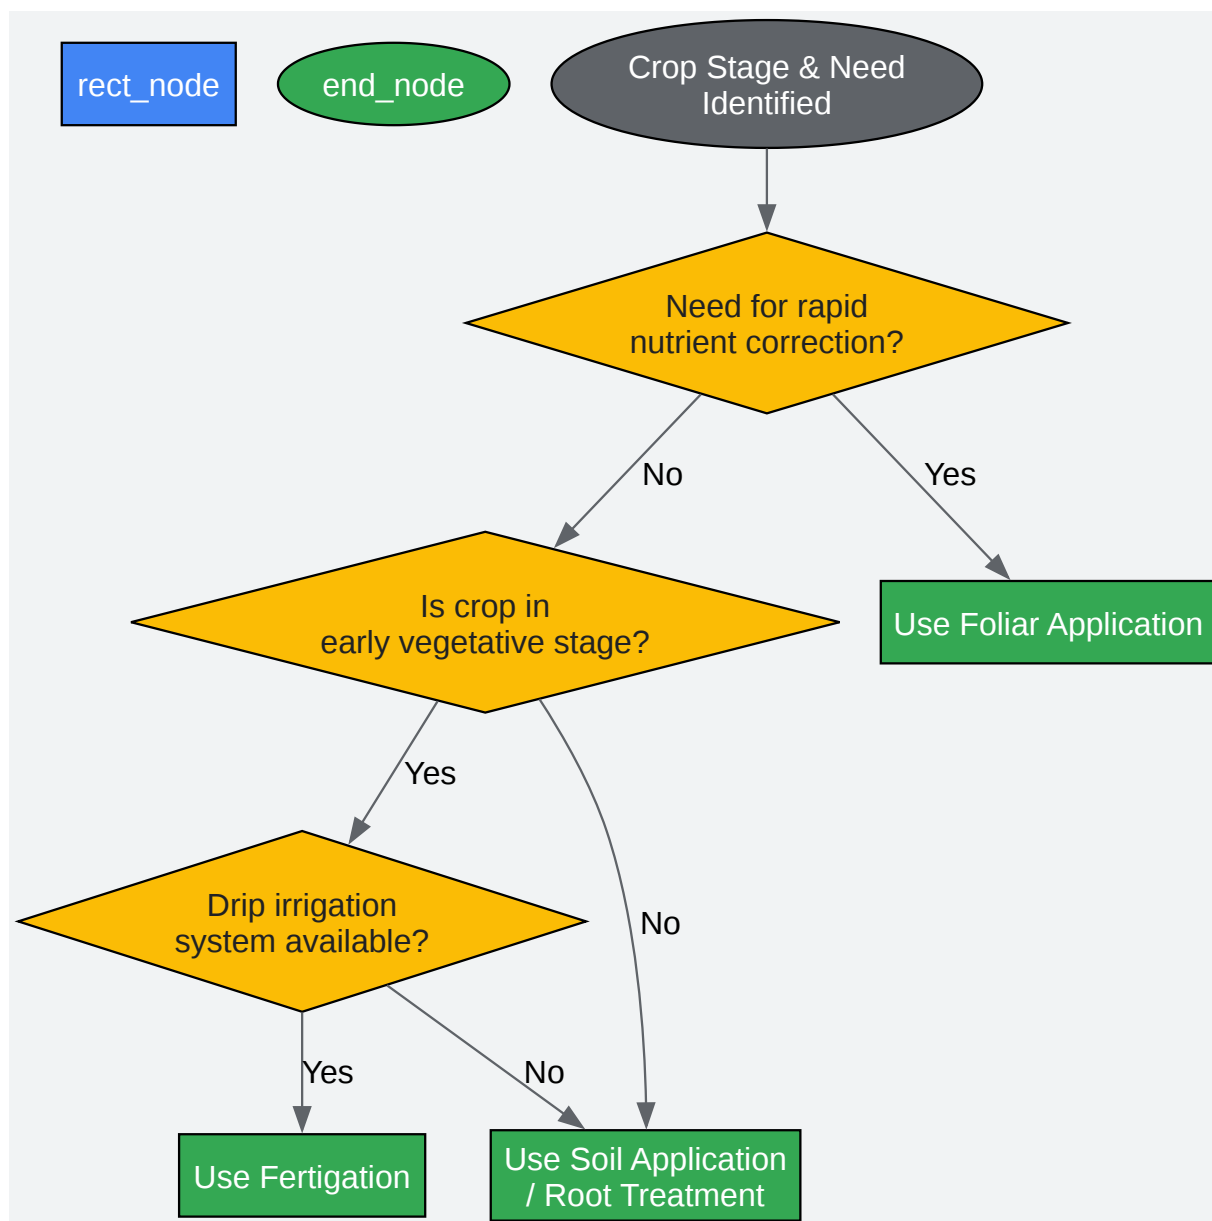 rect_node
end_node
Crop Stage & Need
Identified
Need for rapid
nutrient correction?
No
Yes
Is crop in
early vegetative stage?
Use Foliar Application
Yes
Drip irrigation
system available?
No
Yes
No
Use Fertigation
Use Soil Application
/ Root Treatment